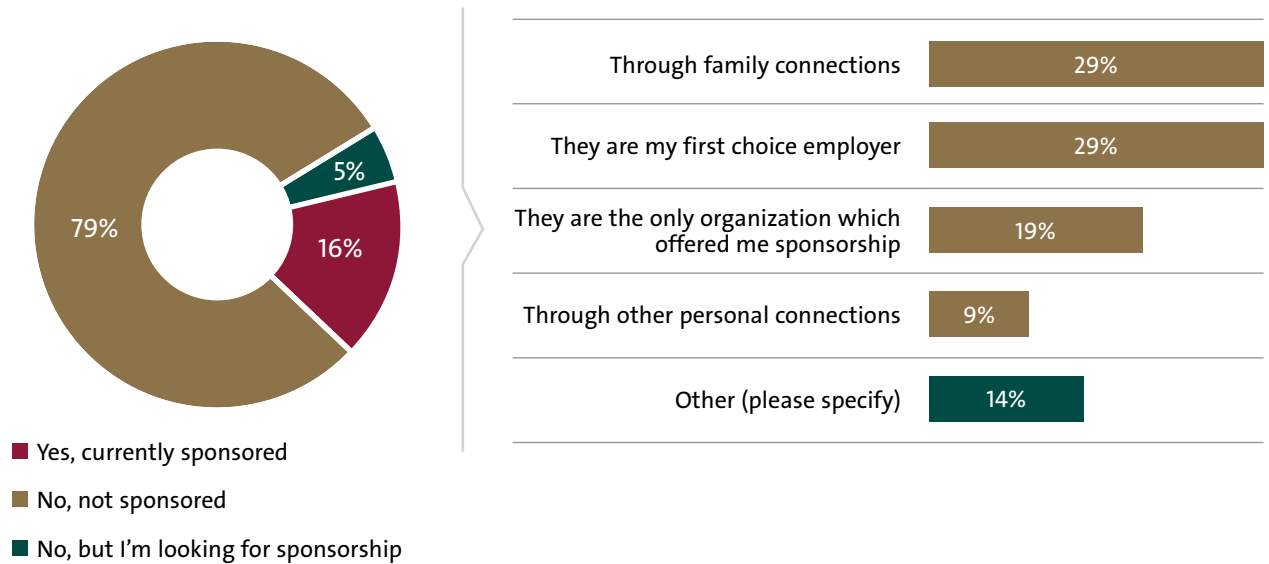 79%
5%
16%
Yes, currently sponsored
No, not sponsored
No, but I’m looking for sponsorship
Through family connections
29%
They are my first choice employer
29%
They are the only organization which
offered me sponsorship
19%
Through other personal connections
9%
Other (please specify)
14%